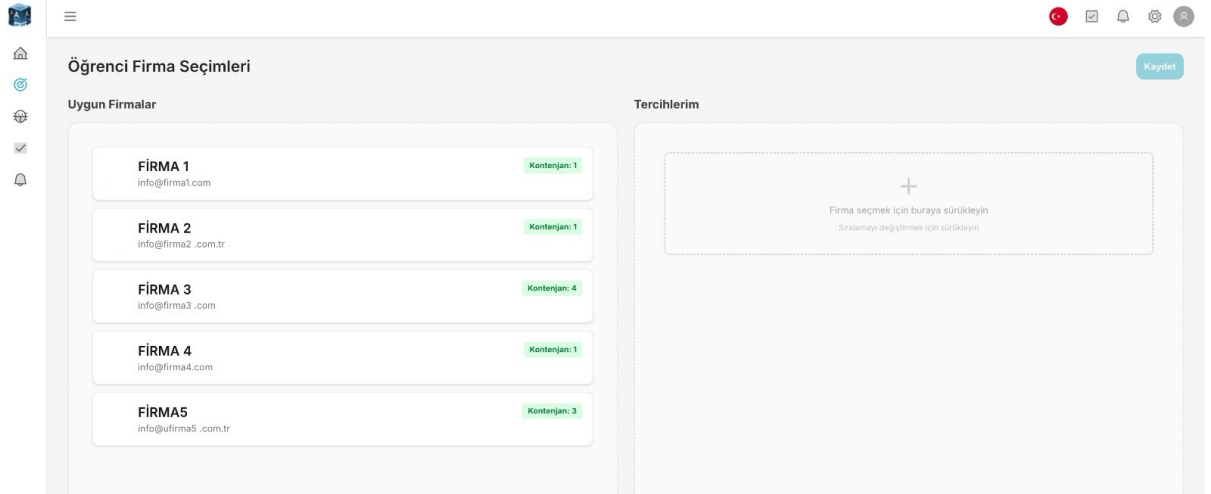 Öğrenci Firma Seçimleri
Kaydet
Uygun Firmalar
FİRMA 1
info@firma1.com
Kontenjan: 1
FİRMA 2
info@firma2 .com.tr
Kontenjan: 1
FİRMA 3
info@firma3 .com
Kontenjan: 4
FİRMA 4
info@firma4.com
Kontenjan: 1
FİRMA5
info@ufirma5 .com.tr
Kontenjan: 3
Tercihlerim
Firma seçmek için buraya sürükleyin
Sıralamayı değiştirmek için sürükleyin